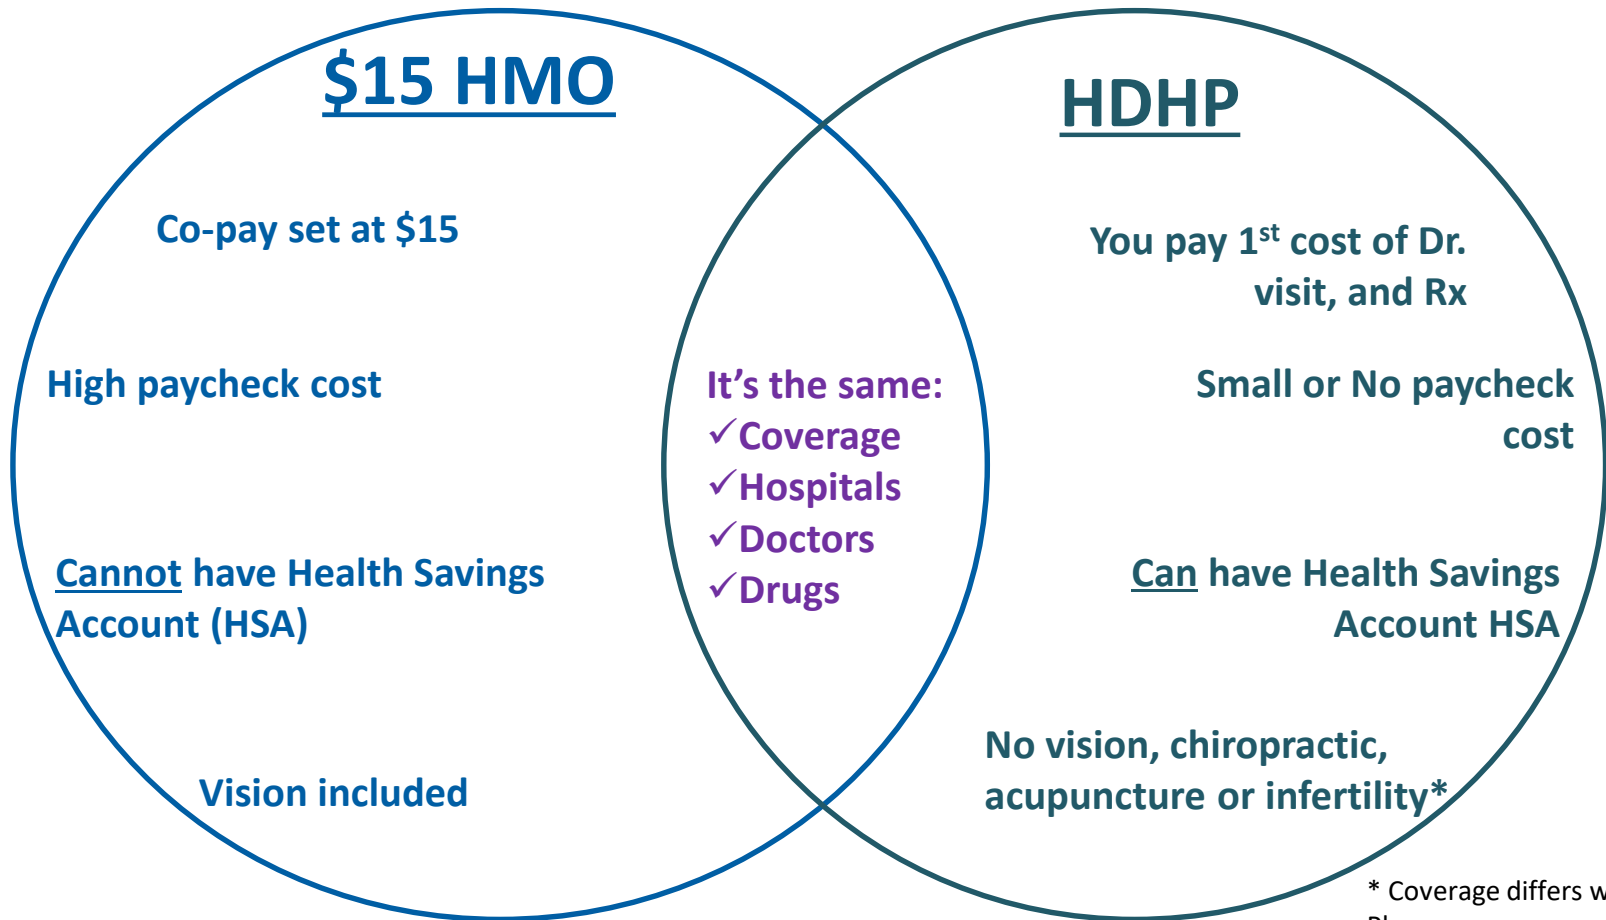 $15 HMO
Co-pay set at $15
High paycheck cost
Cannot have Health Savings
Account (HSA)
Vision included
It’s the same:
✓Coverage
✓Hospitals
✓Doctors
✓Drugs
HDHP
You pay 1st cost of Dr.
visit, and Rx
Small or No paycheck
cost
Can have Health Savings
Account HSA
No vision, chiropractic,
acupuncture or infertility*
* Coverage differs